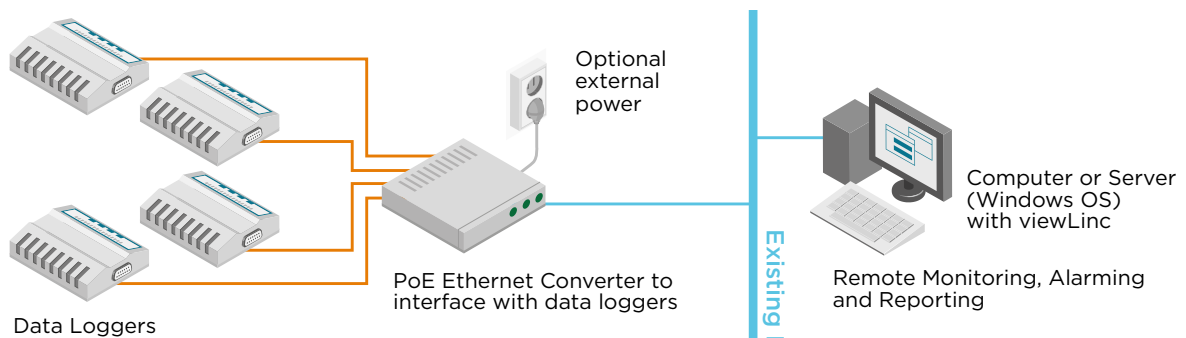 Optional
external
power
Computer or Server
(Windows OS)
with viewLinc
Existing
PoE Ethernet Converter to
interface with data loggers
Remote Monitoring, Alarming
and Reporting
Data Loggers